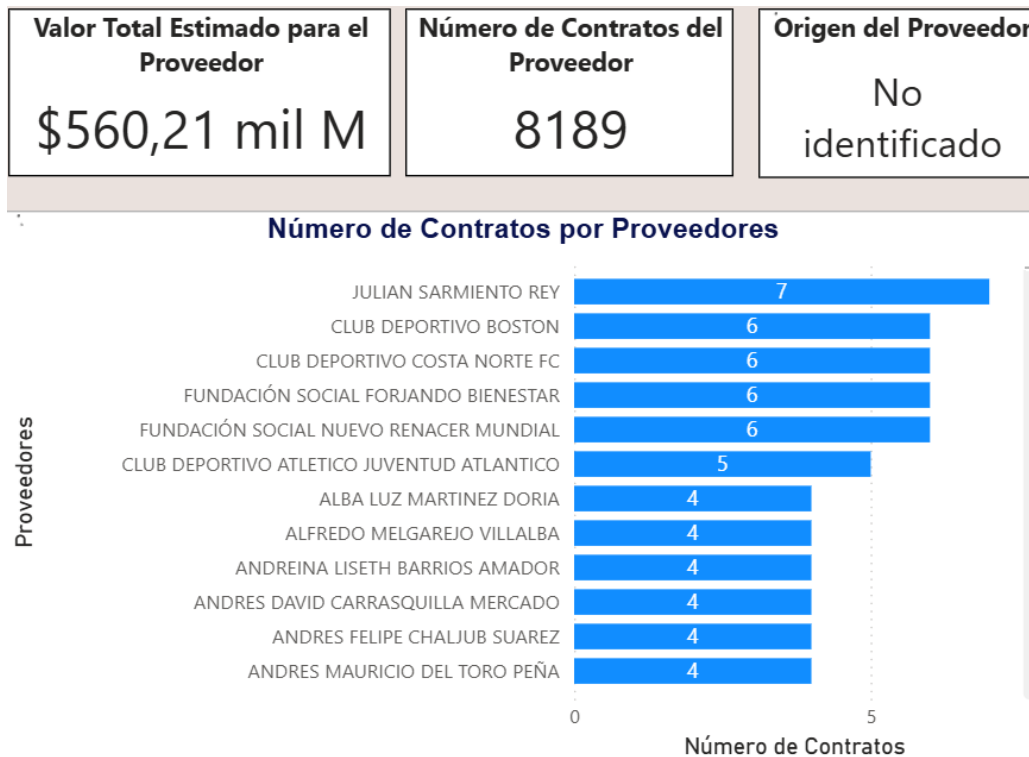 Valor Total Estimado para el
Proveedor
$560,21 mil M
Número de Contratos del
Proveedor
8189
Origen del Proveedor
No
identificado
Número de Contratos por Proveedores
Proveedores
JULIAN SARMIENTO REY 7
CLUB DEPORTIVO BOSTON 6
CLUB DEPORTIVO COSTA NORTE FC 6
FUNDACIÓN SOCIAL FORJANDO BIENESTAR 6
FUNDACIÓN SOCIAL NUEVO RENACER MUNDIAL 6
CLUB DEPORTIVO ATLETICO JUVENTUD ATLANTICO 5
ALBA LUZ MARTINEZ DORIA 4
ALFREDO MELGAREJO VILLALBA 4
ANDREINA LISETH BARRIOS AMADOR 4
ANDRES DAVID CARRASQUILLA MERCADO 4
ANDRES FELIPE CHALJUB SUAREZ 4
ANDRES MAURICIO DEL TORO PEÑA 4
0 5
Número de Contratos